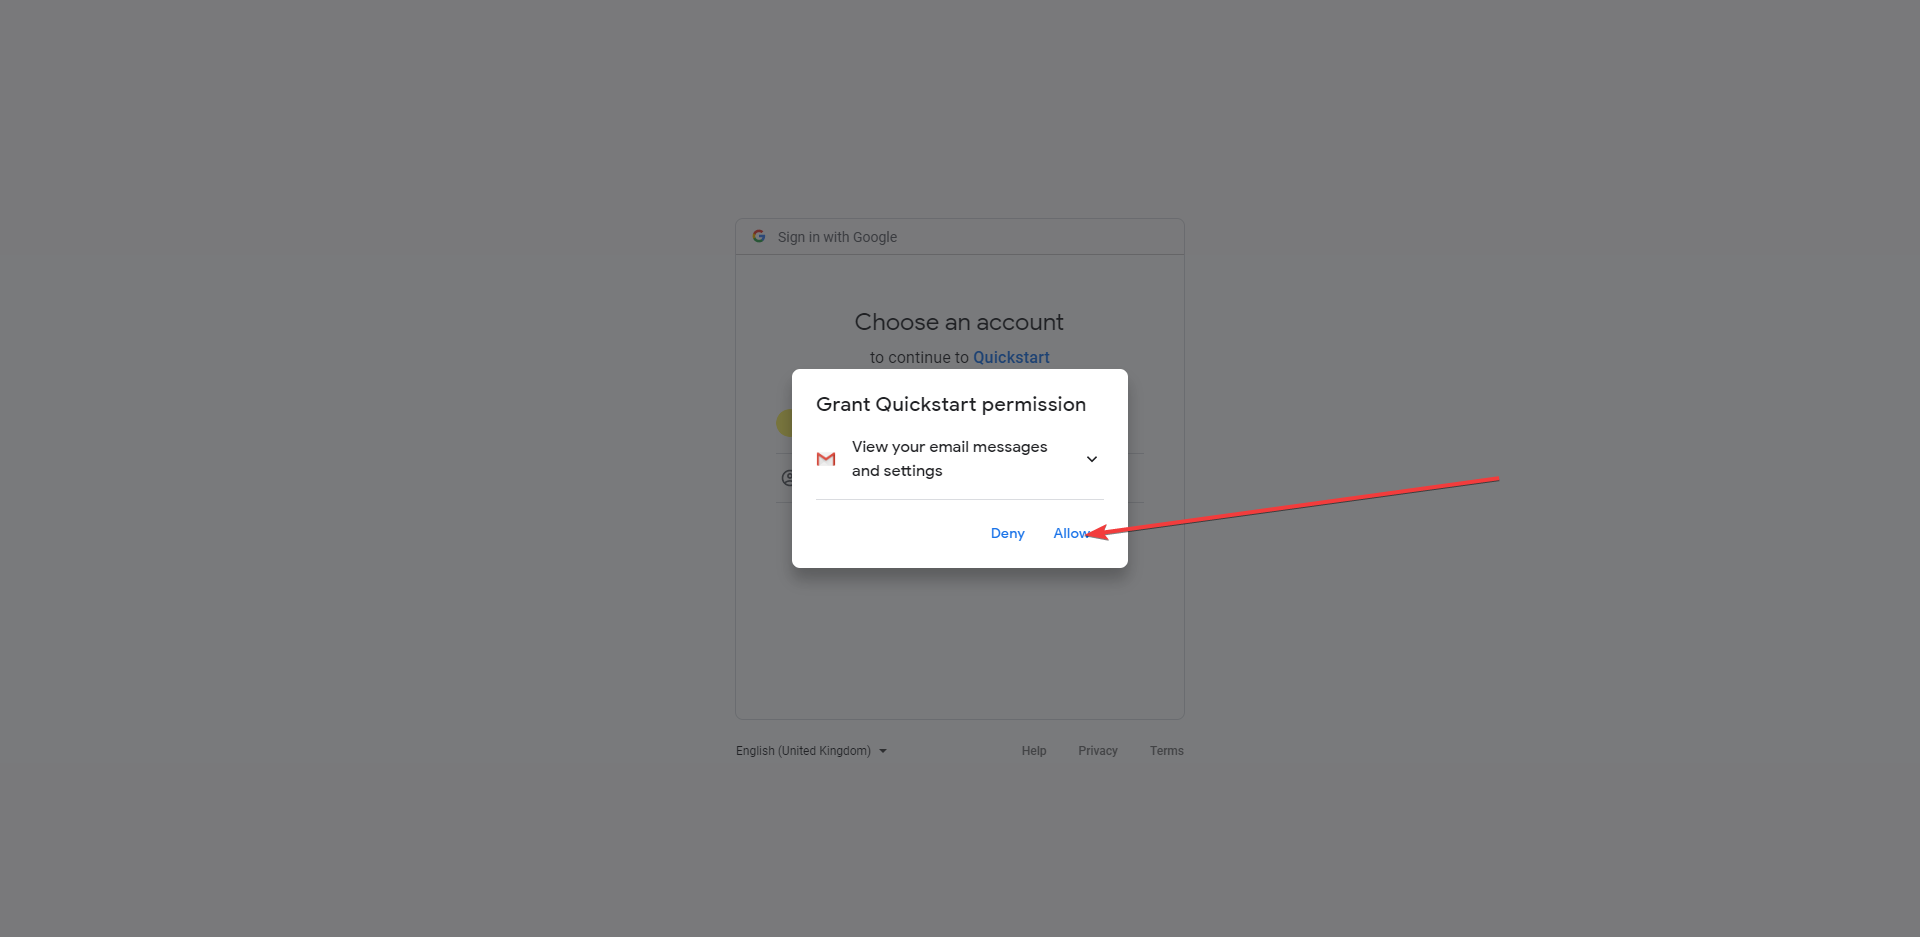 Sign in with Google
Choose an account
to continue to Quickstart
Grant Quickstart permission
View your email messages
and settings
Deny Allow
English (United Kingdom) Help Privacy Terms